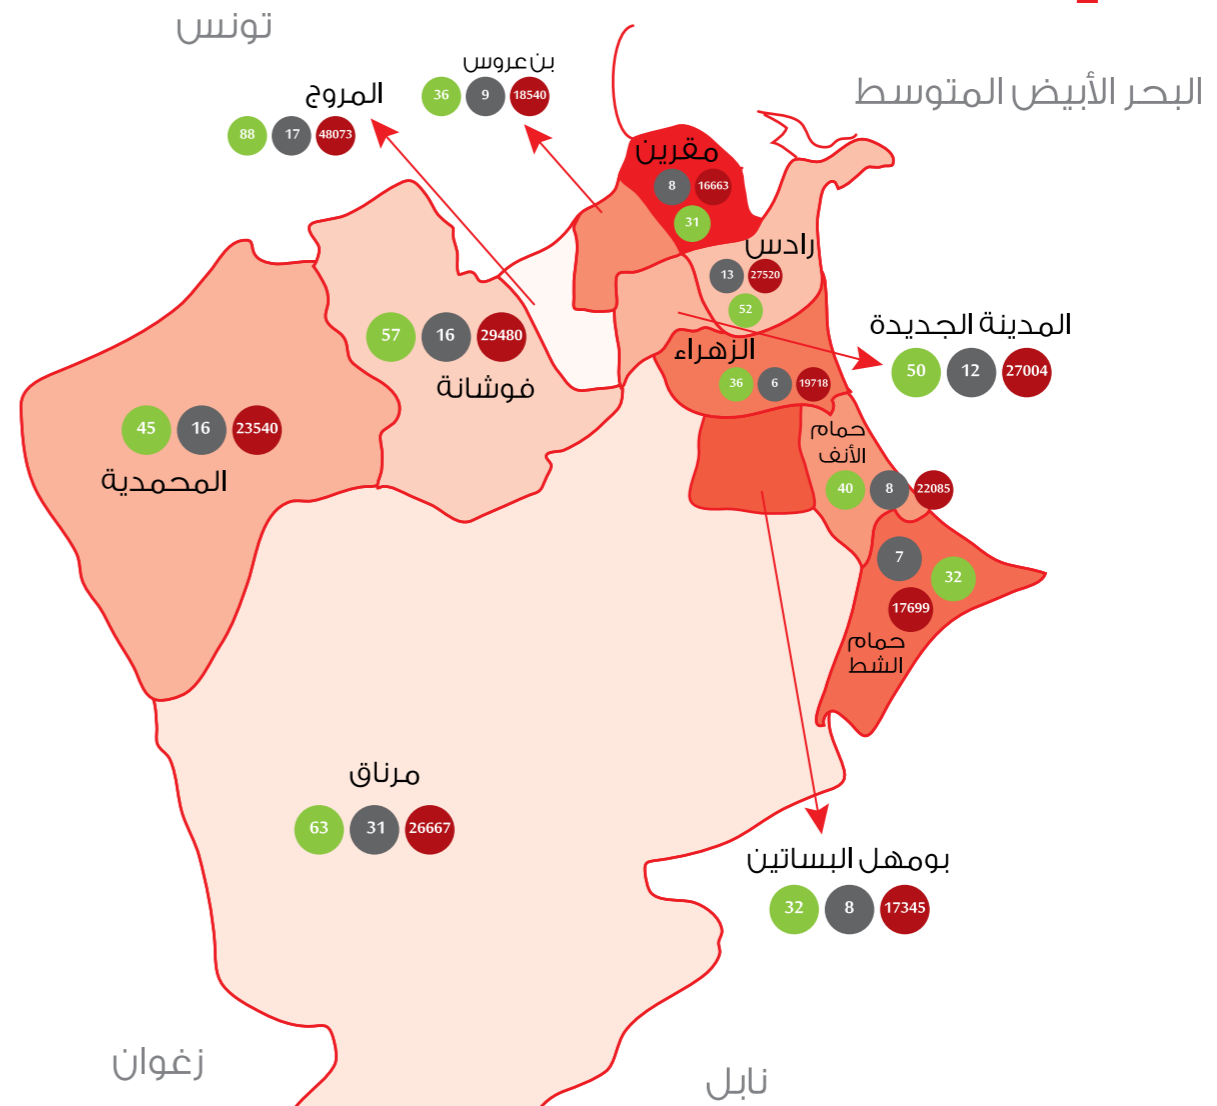 تونس
البحر الأبيض المتوسط
بن عروس
36 9 18540
المروج
88 17 48073
مقرين
8 16663
31
رادس
13 27520
52
المدينة الجديدة
50 12 27004
الزهراء
36 6 19718
57 16 29480
فوشانة
45 16 23540
المحمدية
حمام
الأنف
40 8 22085
7
32
17699
حمام
الشط
مرناق
63 31 26667
بومهل البساتين
32 8 17345
زغوان
نابل